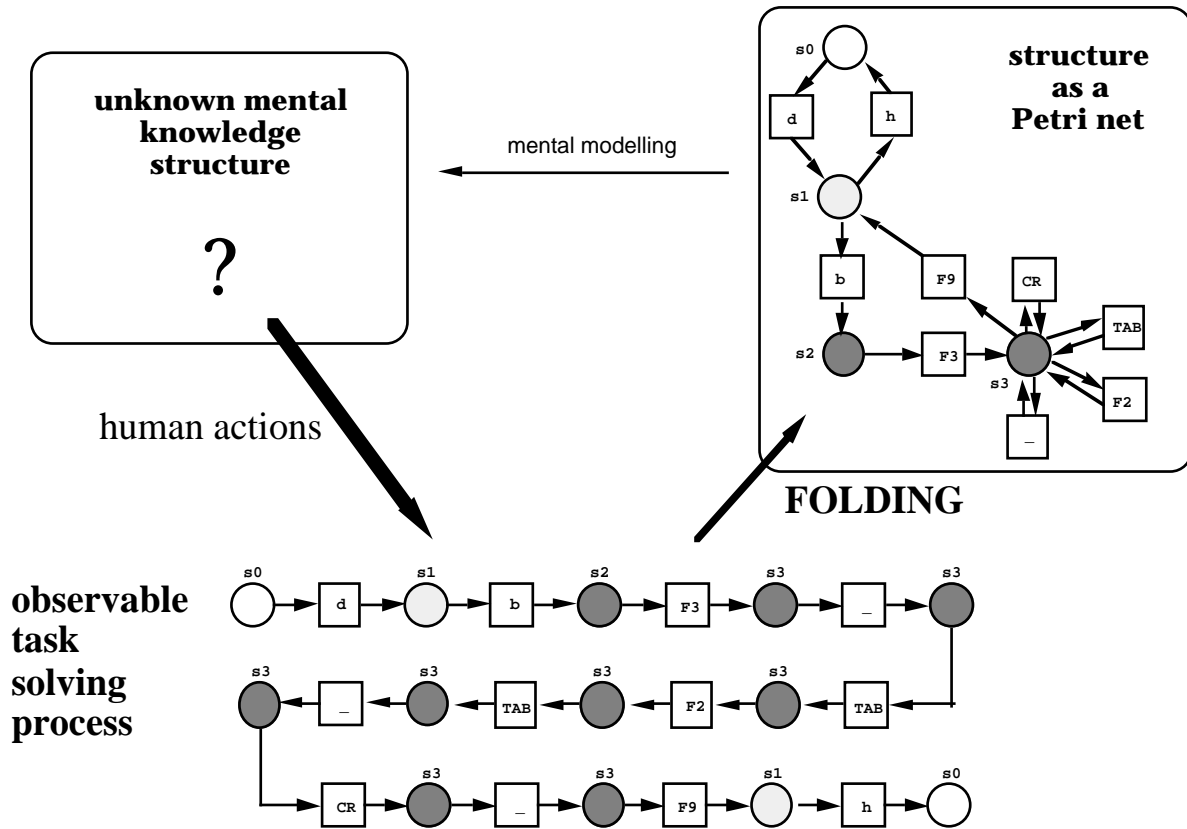 unknown mental
knowledge
structure
?
mental modelling
structure
as a
Petri net
s0
d
h
s1
b
F9
CR
TAB
s2
F3
s3
F2
_
human actions
FOLDING
observable
task
solving
process
s0 s1 s2 s3 s3
d b F3 _
s3 s3 s3 s3
_ TAB F2 TAB
s3 s3 s1 s0
CR _ F9 h